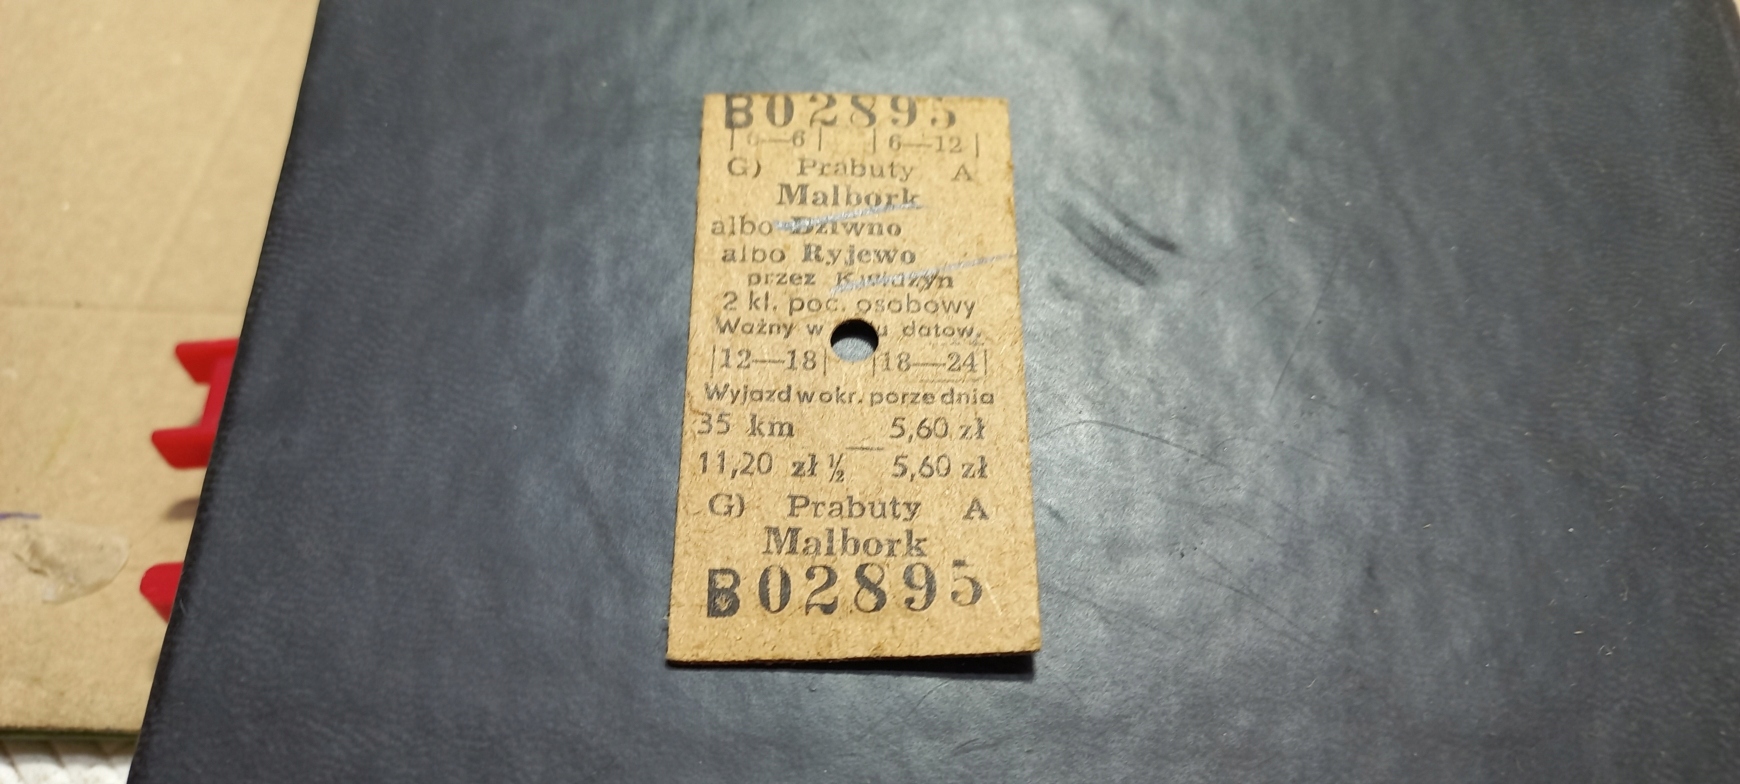 B02895
|0—6| |6—12|
G) Prabuty A
Malbork
albo Dziwno
albo Ryjewo
przez Kwidzyn
2 kl. poc. osobowy
Ważny w u datow.
|12—18| |18—24|
Wyjazd w okr. porze dnia
35 km 5,60 zł
11,20 zł ½ 5,60 zł
G) Prabuty A
Malbork
B02895